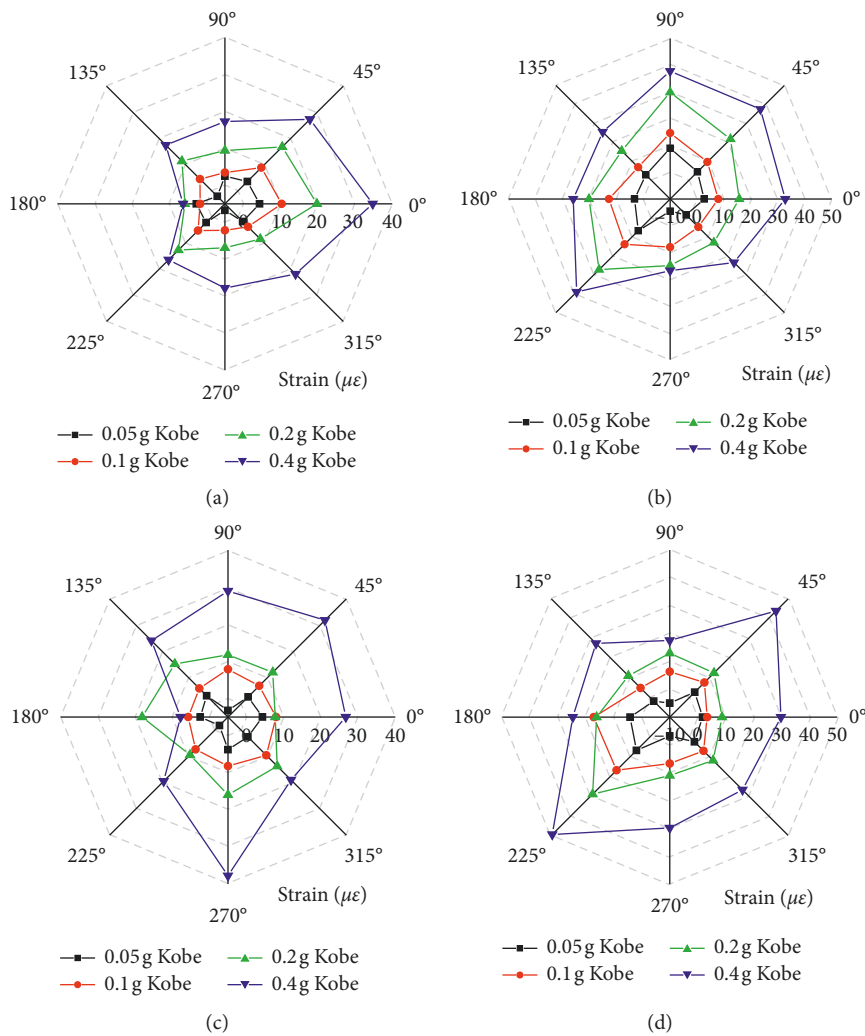 90°
135°
45°
180°
0°
0 10 20 30 40
225°
315°
270°
Strain (με)
0.05 g Kobe
0.2 g Kobe
0.1 g Kobe
0.4 g Kobe
(a)
90°
135°
45°
180°
0°
−10 0 10 20 30 40 50
225°
315°
270°
Strain (με)
0.05 g Kobe
0.2 g Kobe
0.1 g Kobe
0.4 g Kobe
(b)
90°
135°
45°
180°
0°
0 10 20 30 40
225°
315°
270°
Strain (με)
0.05 g Kobe
0.2 g Kobe
0.1 g Kobe
0.4 g Kobe
(c)
90°
135°
45°
180°
0°
−10 0 10 20 30 40 50
225°
315°
270°
Strain (με)
0.05 g Kobe
0.2 g Kobe
0.1 g Kobe
0.4 g Kobe
(d)